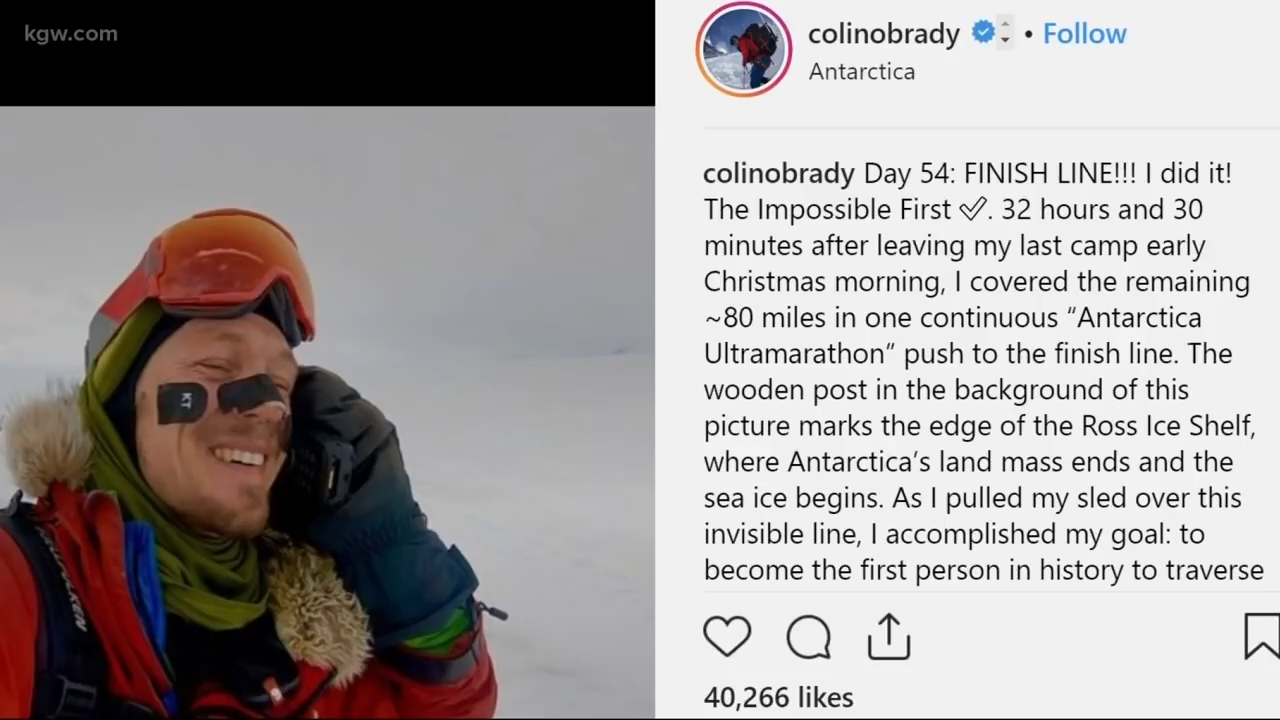 kgw.com
colinobrady • Follow
Antarctica
colinobrady Day 54: FINISH LINE!!! I did it!
The Impossible First ✅. 32 hours and 30
minutes after leaving my last camp early
Christmas morning, I covered the remaining
~80 miles in one continuous “Antarctica
Ultramarathon” push to the finish line. The
wooden post in the background of this
picture marks the edge of the Ross Ice Shelf,
where Antarctica’s land mass ends and the
sea ice begins. As I pulled my sled over this
invisible line, I accomplished my goal: to
become the first person in history to traverse
40,266 likes
KT